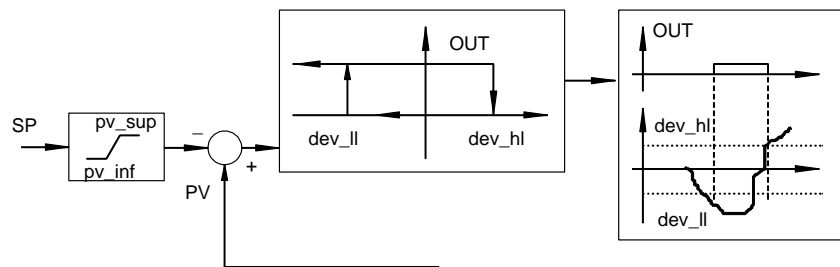 SP
pv_sup
pv_inf
−
+
PV
OUT
dev_ll
dev_hl
OUT
dev_hl
dev_ll